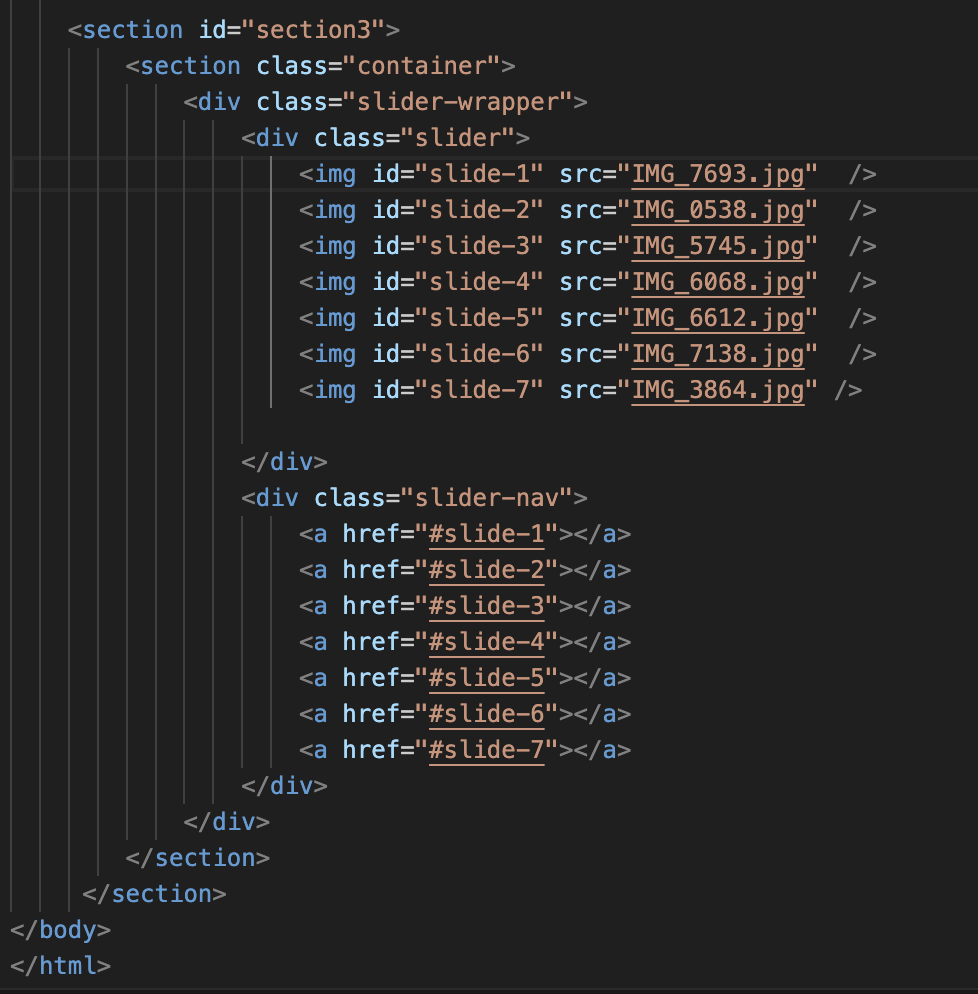 <section id="section3">
<section class="container">
<div class="slider-wrapper">
<div class="slider">
<img id="slide-1" src="IMG_7693.jpg"  />
<img id="slide-2" src="IMG_0538.jpg"  />
<img id="slide-3" src="IMG_5745.jpg"  />
<img id="slide-4" src="IMG_6068.jpg"  />
<img id="slide-5" src="IMG_6612.jpg"  />
<img id="slide-6" src="IMG_7138.jpg"  />
<img id="slide-7" src="IMG_3864.jpg" />
</div>
<div class="slider-nav">
<a href="#slide-1"></a>
<a href="#slide-2"></a>
<a href="#slide-3"></a>
<a href="#slide-4"></a>
<a href="#slide-5"></a>
<a href="#slide-6"></a>
<a href="#slide-7"></a>
</div>
</div>
</section>
</section>
</body>
</html>